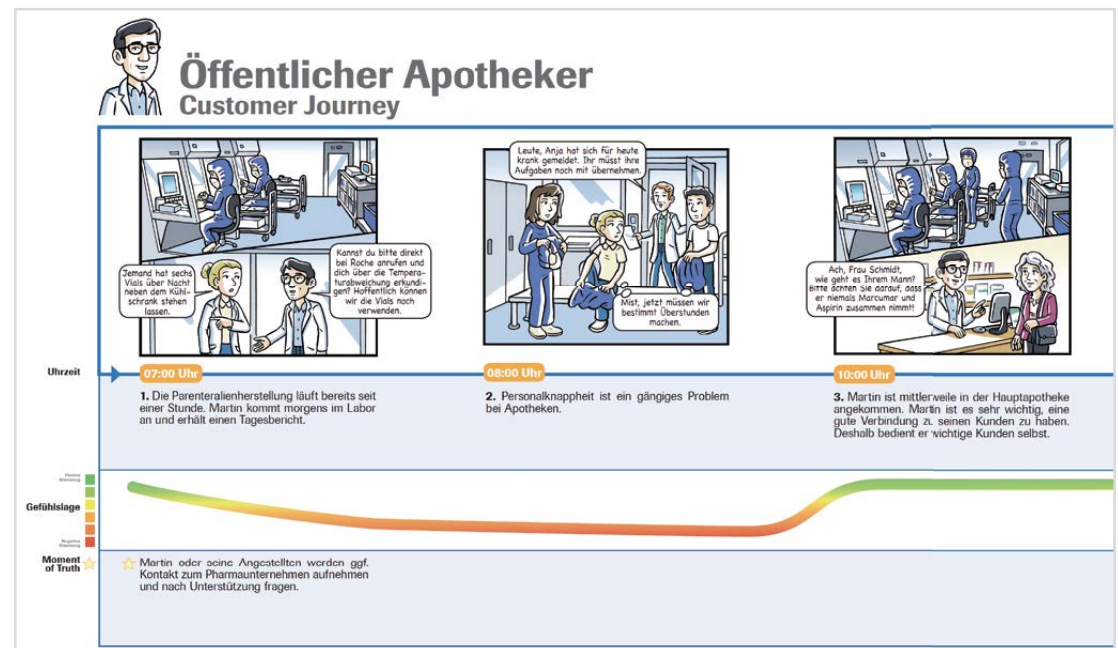 Öffentlicher Apotheker
Customer Journey
Jemand hat sechs
Vials über Nacht
neben dem Kühl-
schrank stehen
lassen.
Kannst du bitte direkt
bei Roche anrufen und
dich über die Tempera-
turabweichung erkundi-
gen? Hoffentlich können
wir die Vials noch
verwenden.
Leute, Anja hat sich für heute
krank gemeldet. Ihr müsst ihre
Aufgaben noch mit übernehmen.
Mist, jetzt müssen wir
bestimmt Überstunden
machen.
Ach, Frau Schmidt,
wie geht es Ihrem Mann?
Bitte achten Sie darauf, dass
er niemals Marcumar und
Aspirin zusammen nimmt!
Uhrzeit
07:00 Uhr
08:00 Uhr
10:00 Uhr
1. Die Parenteralienherstellung läuft bereits seit
einer Stunde. Martin kommt morgens im Labor
an und erhält einen Tagesbericht.
2. Personalknappheit ist ein gängiges Problem
bei Apotheken.
3. Martin ist mittlerweile in der Hauptapotheke
angekommen. Martin ist es sehr wichtig, eine
gute Verbindung zu seinen Kunden zu haben.
Deshalb bedient er wichtige Kunden selbst.
Gefühlslage
Moment
of Truth
Martin oder seine Angestellten werden ggf.
Kontakt zum Pharmaunternehmen aufnehmen
und nach Unterstützung fragen.